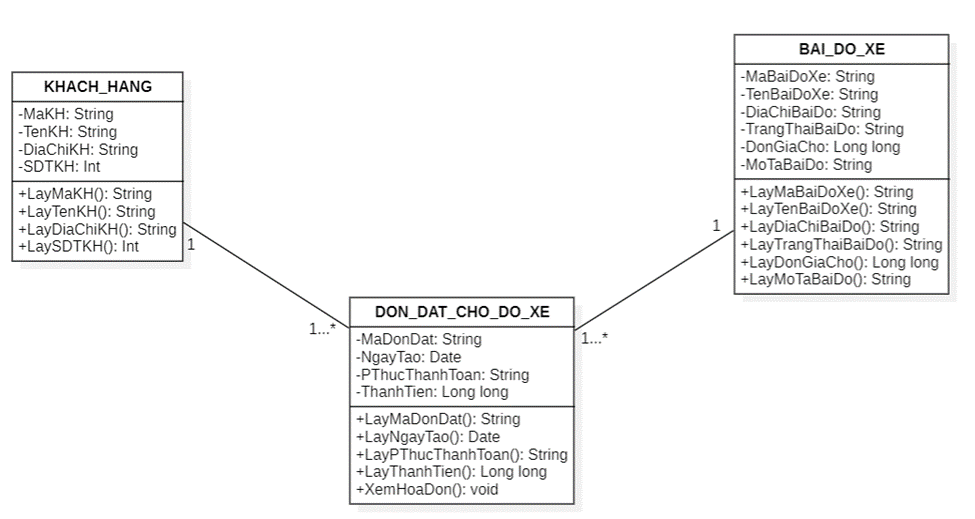 KHACH_HANG
-MaKH: String
-TenKH: String
-DiaChiKH: String
-SDTKH: Int
+LayMaKH(): String
+LayTenKH(): String
+LayDiaChiKH(): String
+LaySDTKH(): Int
1
1...*
BAI_DO_XE
-MaBaiDoXe: String
-TenBaiDoXe: String
-DiaChiBaiDo: String
-TrangThaiBaiDo: String
-DonGiaCho: Long long
-MoTaBaiDo: String
+LayMaBaiDoXe(): String
+LayTenBaiDoXe(): String
+LayDiaChiBaiDo(): String
+LayTrangThaiBaiDo(): String
+LayDonGiaCho(): Long long
+LayMoTaBaiDo(): String
1
1...*
DON_DAT_CHO_DO_XE
-MaDonDat: String
-NgayTao: Date
-PThucThanhToan: String
-ThanhTien: Long long
+LayMaDonDat(): String
+LayNgayTao(): Date
+LayPThucThanhToan(): String
+LayThanhTien(): Long long
+XemHoaDon(): void